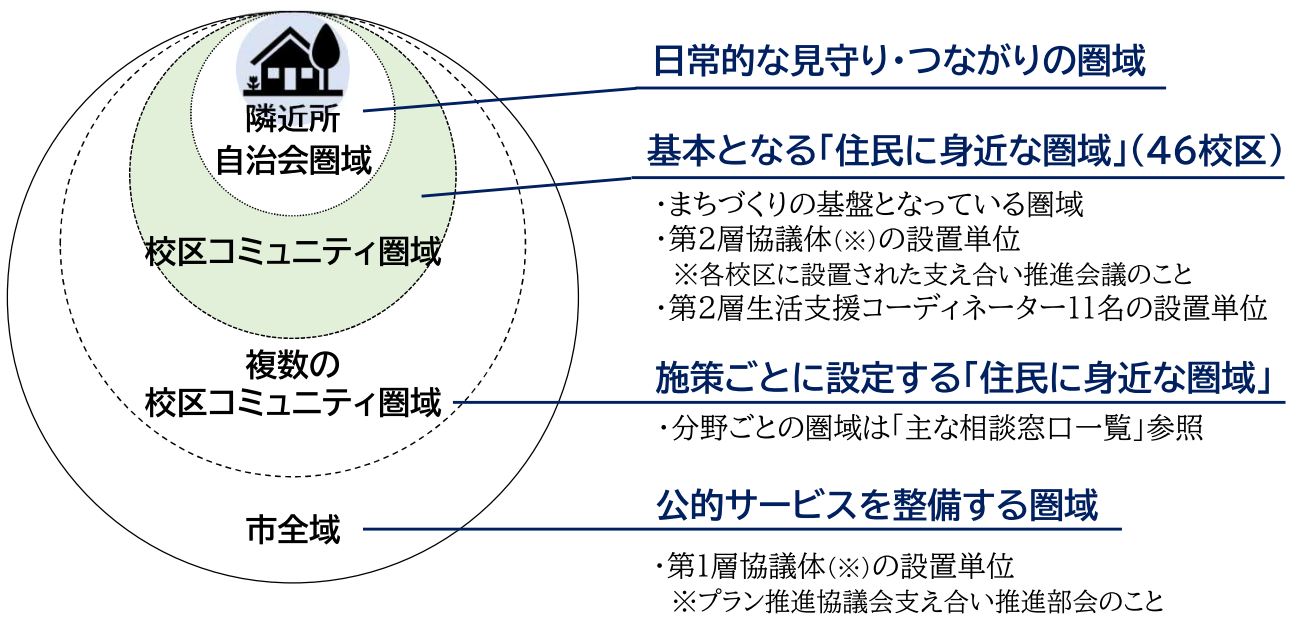 隣近所
自治会圏域
校区コミュニティ圏域
複数の
校区コミュニティ圏域
市全域
日常的な見守り・つながりの圏域
基本となる「住民に身近な圏域」(46校区)
・まちづくりの基盤となっている圏域
・第2層協議体(※)の設置単位
※各校区に設置された支え合い推進会議のこと
・第2層生活支援コーディネーター11名の設置単位
施策ごとに設定する「住民に身近な圏域」
・分野ごとの圏域は「主な相談窓口一覧」参照
公的サービスを整備する圏域
・第1層協議体(※)の設置単位
※プラン推進協議会支え合い推進部会のこと